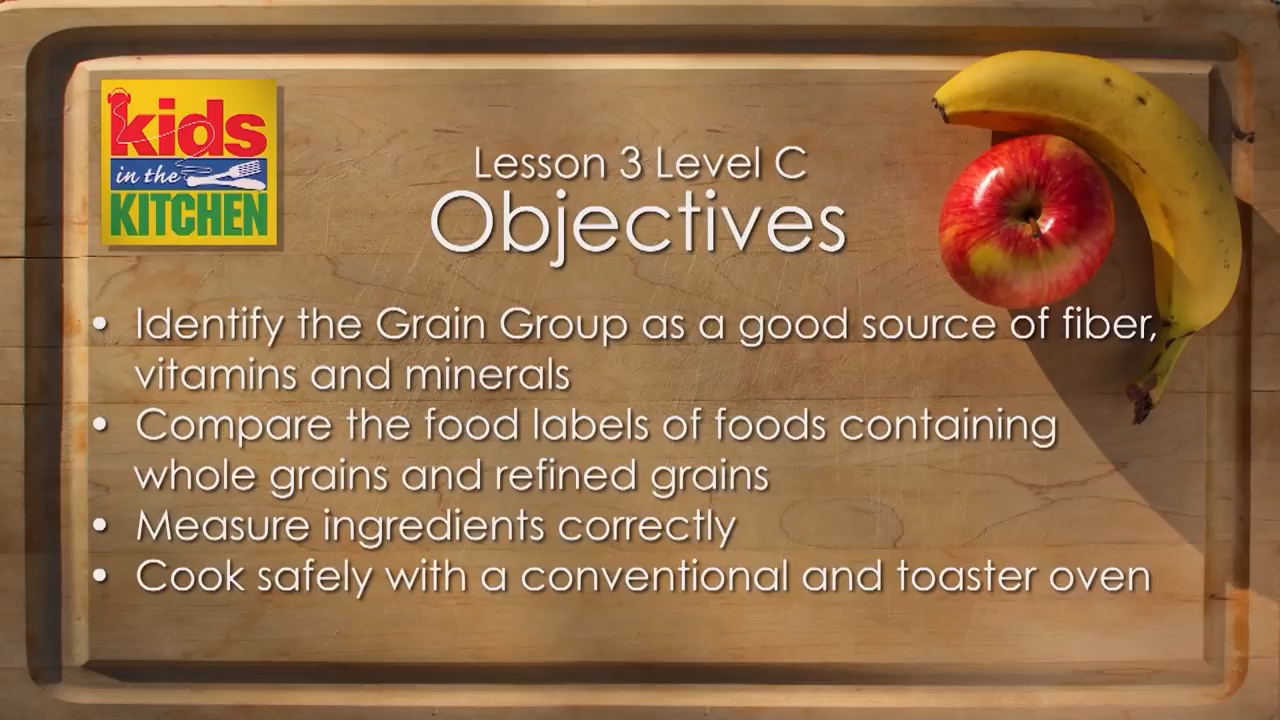 kids
in the
KITCHEN
Lesson 3 Level C
Objectives
• Identify the Grain Group as a good source of fiber,
vitamins and minerals
• Compare the food labels of foods containing
whole grains and refined grains
• Measure ingredients correctly
• Cook safely with a conventional and toaster oven